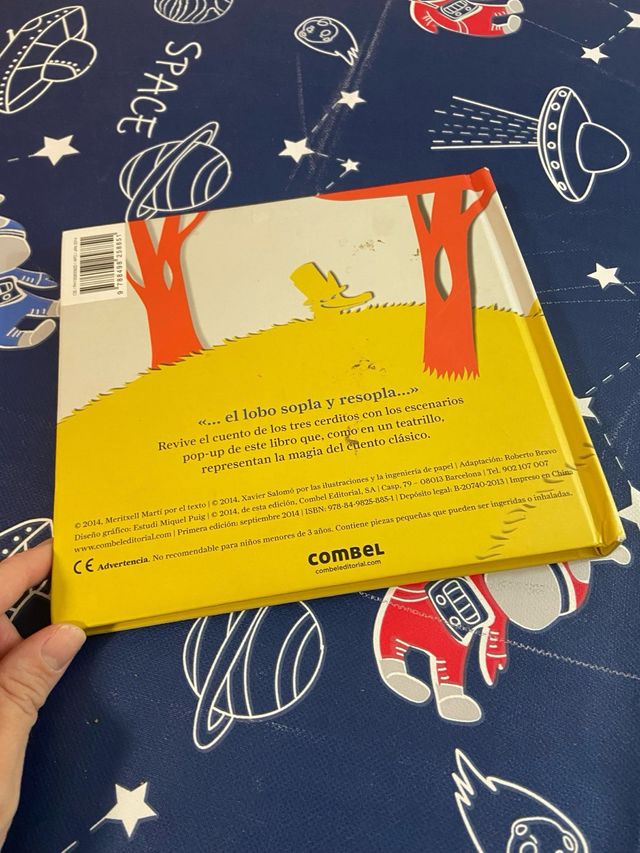 SPACE
9 788498 258851
«... el lobo sopla y resopla...»
Revive el cuento de los tres cerditos con los escenarios
pop-up de este libro que, como en un teatrillo,
representan la magia del cuento clásico.
© 2014, Meritxell Martí por el texto | © 2014, Xavier Salomó por las ilustraciones y la ingeniería de papel | Adaptación: Roberto Bravo
Diseño gráfico: Estudi Miquel Puig | © 2014, de esta edición, Combel Editorial, SA | Casp, 79 – 08013 Barcelona | Tel. 902 107 007
www.combeleditorial.com | Primera edición: septiembre 2014 | ISBN: 978-84-9825-885-1 | Depósito legal: B-20740-2013 | Impreso en China
CE Advertencia. No recomendable para niños menores de 3 años. Contiene piezas pequeñas que pueden ser ingeridas o inhaladas.
COMBEL
combeleditorial.com